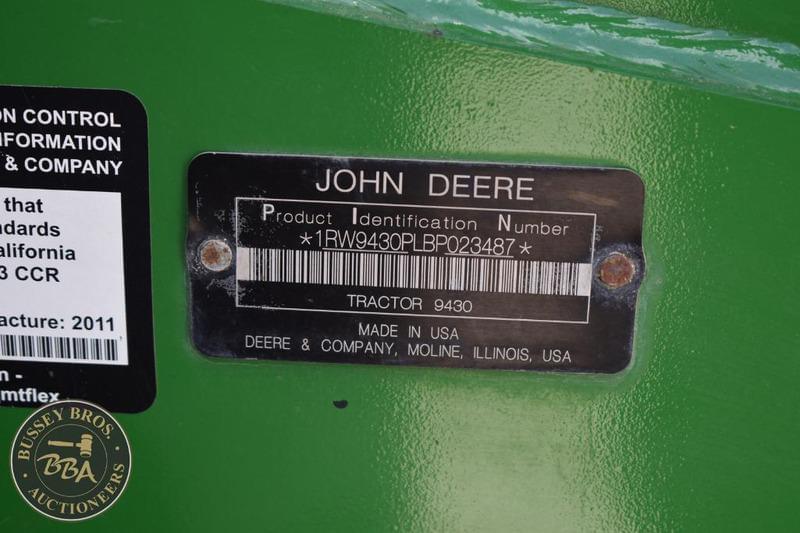 ON CONTROL
NFORMATION
& COMPANY
that
ndards
alifornia
3 CCR
acture: 2011
n -
mtflex
JOHN DEERE
Product Identification Number
*1RW9430PLBP023487*
TRACTOR 9430
MADE IN USA
DEERE & COMPANY, MOLINE, ILLINOIS, USA
BUSSEY BROS.
BBA
AUCTIONEERS